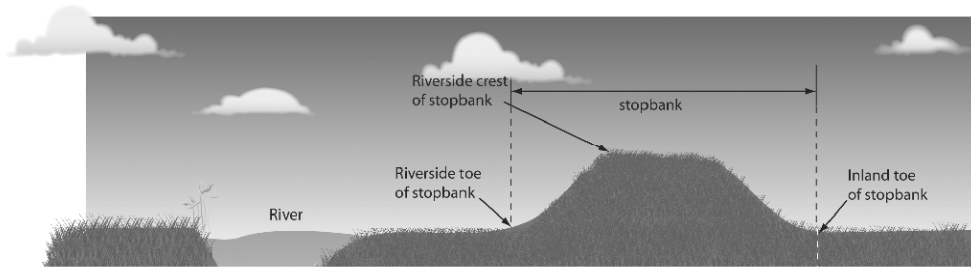 Riverside crest
of stopbank
stopbank
Riverside toe
of stopbank
Inland toe
of stopbank
River